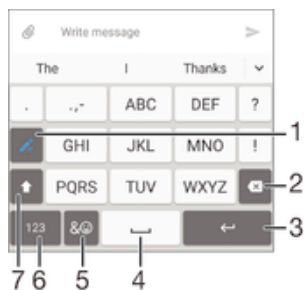 Write message
The I Thanks
. .,- ABC DEF ?
GHI JKL MNO ! 1
PQRS TUV WXYZ 2
123 &☺ 3
7 6 5 4